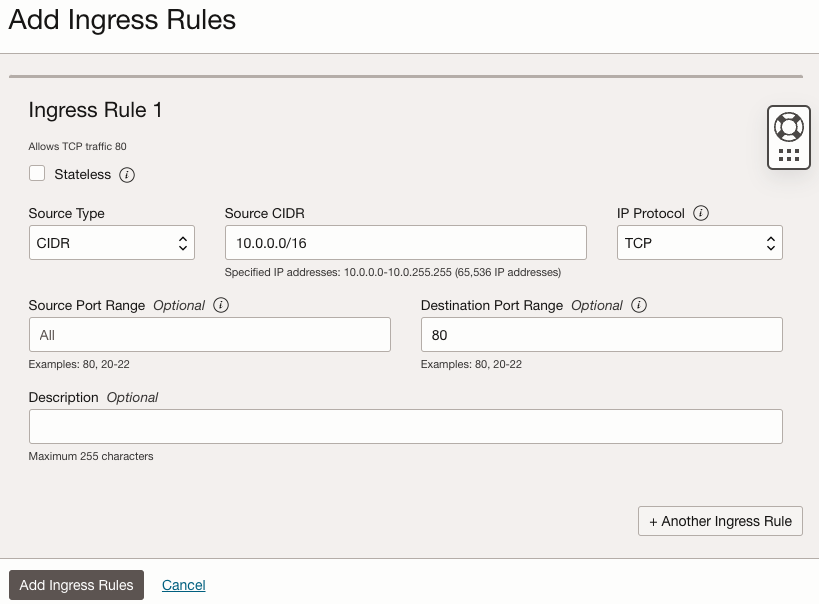 Add Ingress Rules
Ingress Rule 1
Allows TCP traffic 80
Stateless i
Source Type
CIDR
Source CIDR
10.0.0.0/16
Specified IP addresses: 10.0.0.0-10.0.255.255 (65,536 IP addresses)
IP Protocol i
TCP
Source Port Range Optional i
All
Examples: 80, 20-22
Destination Port Range Optional i
80
Examples: 80, 20-22
Description Optional
Maximum 255 characters
+ Another Ingress Rule
Add Ingress Rules Cancel